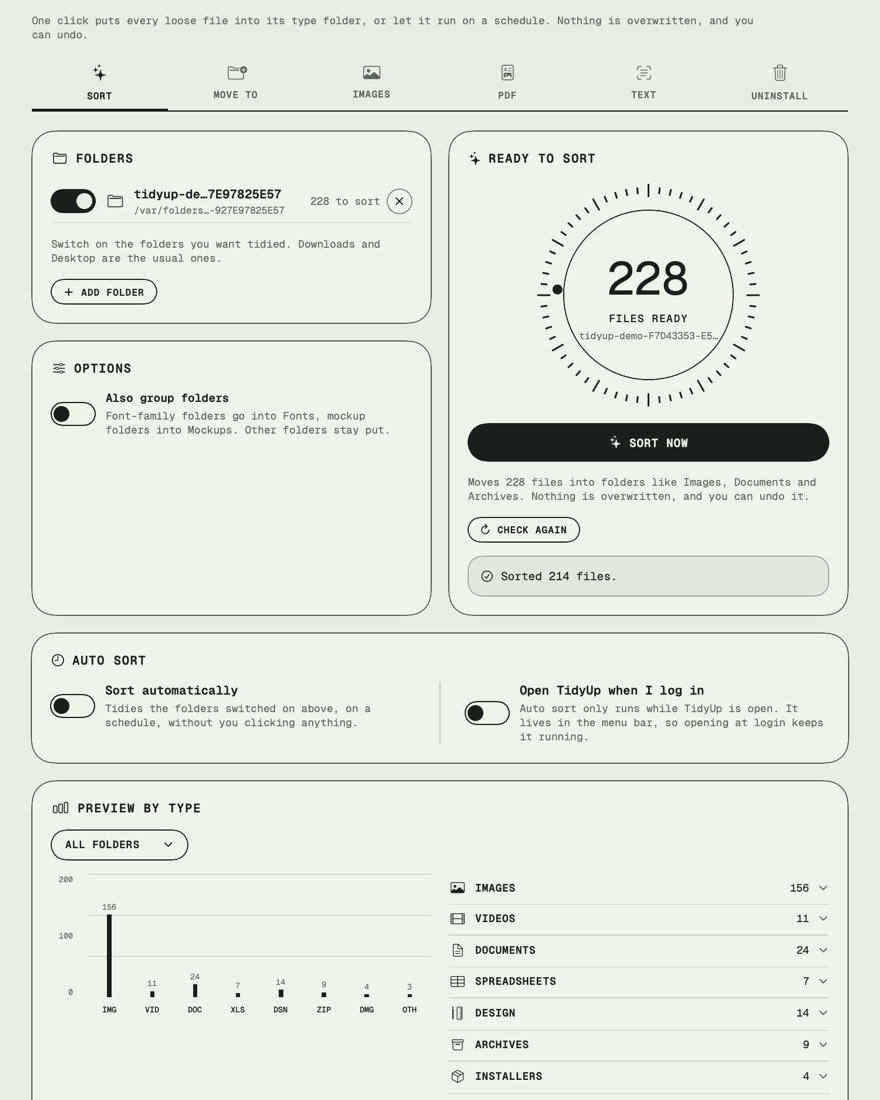 One click puts every loose file into its type folder, or let it run on a schedule. Nothing is overwritten, and you
can undo.
SORT
MOVE TO
IMAGES
PDF
TEXT
UNINSTALL
FOLDERS
tidyup-de…7E97825E57
/var/folders…-927E97825E57
228 to sort
Switch on the folders you want tidied. Downloads and
Desktop are the usual ones.
ADD FOLDER
OPTIONS
Also group folders
Font-family folders go into Fonts, mockup
folders into Mockups. Other folders stay put.
READY TO SORT
228
FILES READY
tidyup-demo-F7D43353-E5…
SORT NOW
Moves 228 files into folders like Images, Documents and
Archives. Nothing is overwritten, and you can undo it.
CHECK AGAIN
Sorted 214 files.
AUTO SORT
Sort automatically
Tidies the folders switched on above, on a
schedule, without you clicking anything.
Open TidyUp when I log in
Auto sort only runs while TidyUp is open. It
lives in the menu bar, so opening at login keeps
it running.
PREVIEW BY TYPE
ALL FOLDERS
200
100
0
156
11
24
7
14
9
4
3
IMG
VID
DOC
XLS
DSN
ZIP
DMG
OTH
IMAGES 156
VIDEOS 11
DOCUMENTS 24
SPREADSHEETS 7
DESIGN 14
ARCHIVES 9
INSTALLERS 4